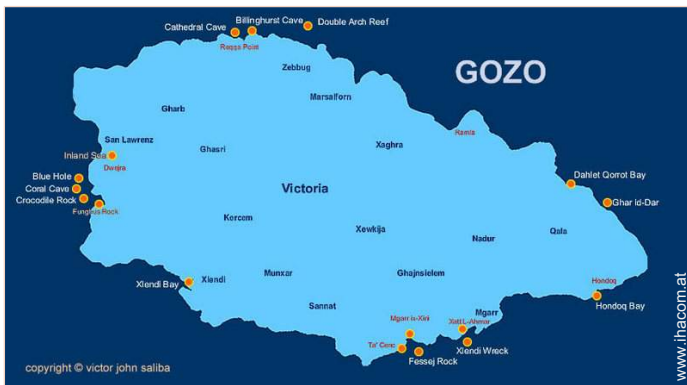 Cathedral Cave
Billinghurst Cave
Double Arch Reef
Reqqa Point
Zebbug
GOZO
Marsalforn
Gharb
Ramla
San Lawrenz
Xaghra
Ghasri
Inland Sea
Dwejra
Blue Hole
Dahlet Qorrot Bay
Coral Cave
Victoria
Crocodile Rock
Ghar id-Dar
Fungus Rock
Kercem
Xewkija
Qala
Nadur
Xlendi Bay
Xlendi
Munxar
Ghajnsielem
Hondoq
Sannat
Mgarr
Hondoq Bay
Mgarr ix-Xini
Xatt L-Ahmar
Ta' Cenc
Xlendi Wreck
Fessej Rock
copyright © victor john saliba
www.ihacom.at